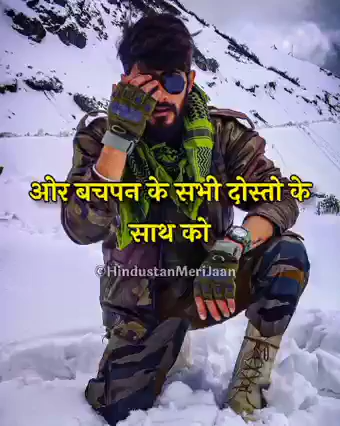 ओर बचपन के सभी दोस्तो के
साथ को
©HindustanMeriJaan